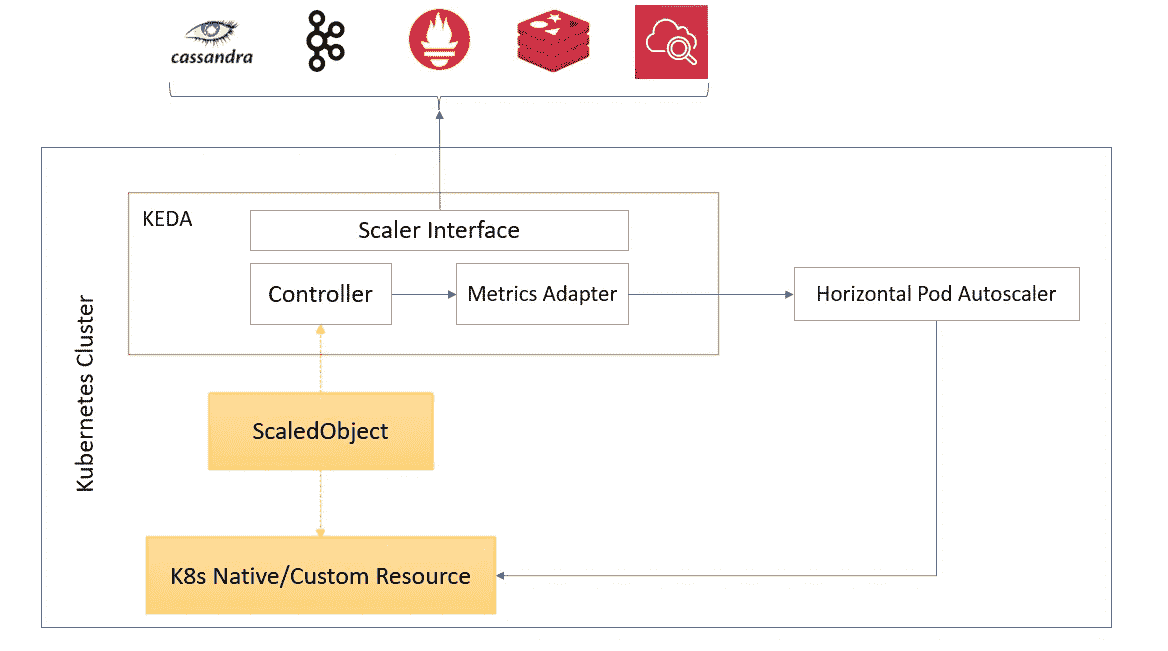 cassandra
KEDA
Scaler Interface
Controller
Metrics Adapter
Horizontal Pod Autoscaler
Kubernetes Cluster
ScaledObject
K8s Native/Custom Resource